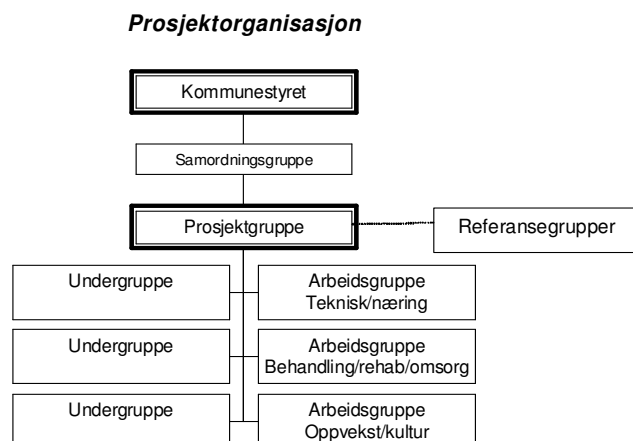 Prosjektorganisasjon
Kommunestyret
Samordningsgruppe
Prosjektgruppe
Referansegrupper
Undergruppe
Arbeidsgruppe
Teknisk/næring
Undergruppe
Arbeidsgruppe
Behandling/rehab/omsorg
Undergruppe
Arbeidsgruppe
Oppvekst/kultur